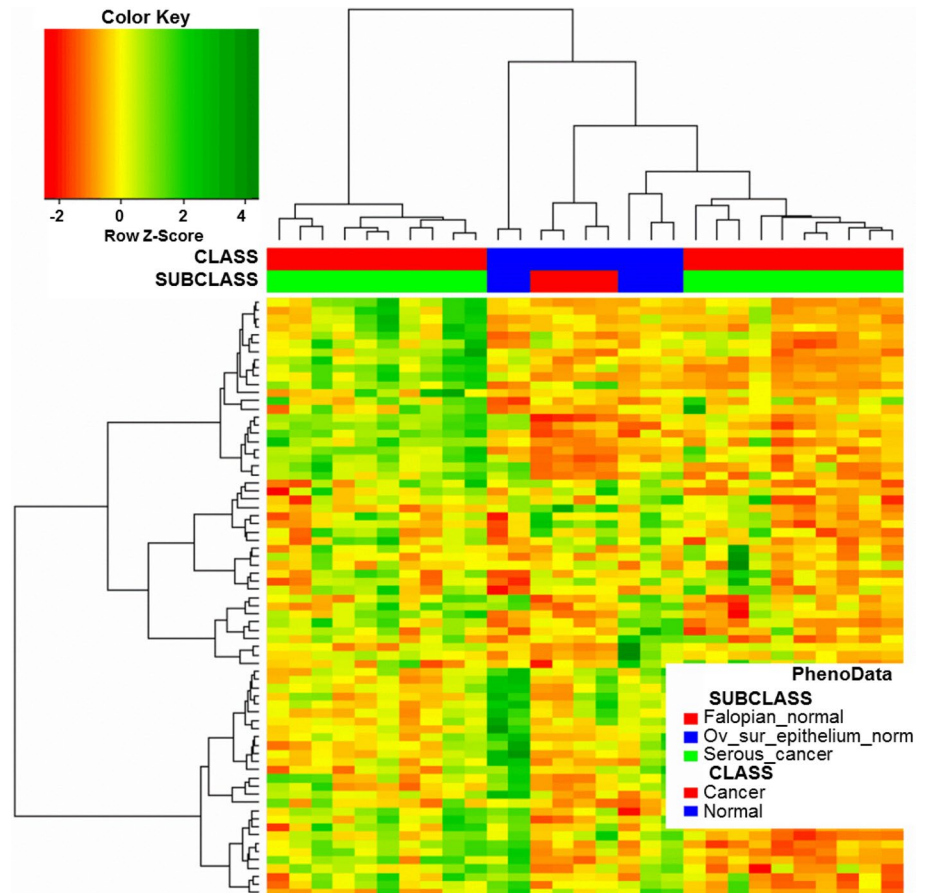 Color Key
-2 0 2 4
Row Z-Score
CLASS
SUBCLASS
PhenoData
SUBCLASS
Falopian_normal
Ov_sur_epithelium_norm
Serous_cancer
CLASS
Cancer
Normal